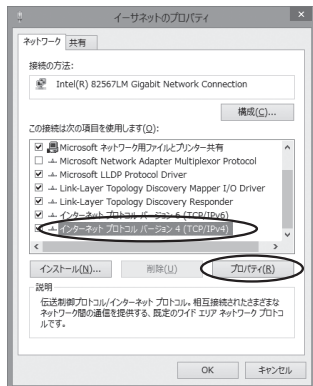 イーサネットのプロパティ
ネットワーク 共有
接続の方法:
Intel(R) 82567LM Gigabit Network Connection
構成(C)...
この接続は次の項目を使用します(O):
Microsoft ネットワーク用ファイルとプリンター共有
Microsoft Network Adapter Multiplexor Protocol
Microsoft LLDP Protocol Driver
Link-Layer Topology Discovery Mapper I/O Driver
Link-Layer Topology Discovery Responder
インターネット プロトコル バージョン 6 (TCP/IPv6)
インターネット プロトコル バージョン 4 (TCP/IPv4)
インストール(N)... 削除(U) プロパティ(R)
説明
伝送制御プロトコル/インターネット プロトコル。相互接続されたさまざまな
ネットワーク間の通信を提供する、既定のワイド エリア ネットワーク プロトコ
ルです。
OK キャンセル